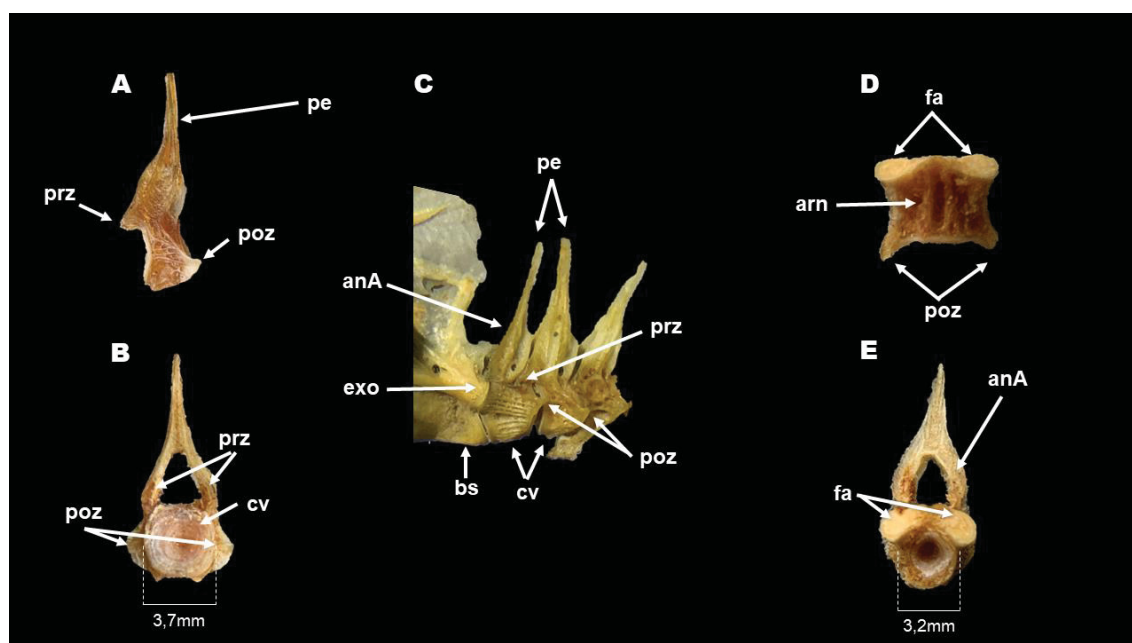 A
pe
prz
poz
B
prz
cv
poz
3,7mm
C
pe
anA
prz
exo
poz
bs
cv
D
fa
arn
poz
E
anA
fa
3,2mm